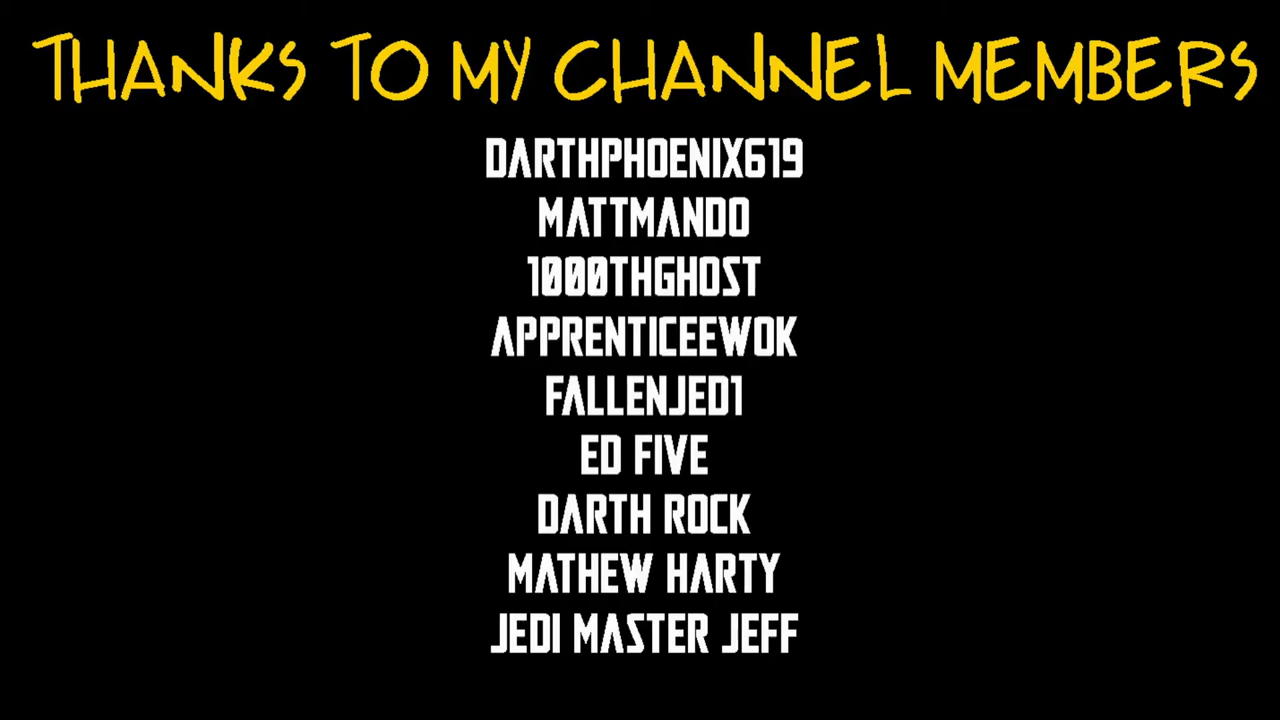 THANKS TO MY CHANNEL MEMBERS
DARTHPHOENIX619
MATTMANDO
1000THGHOST
APPRENTICEEWOK
FALLENJED1
ED FIVE
DARTH ROCK
MATHEW HARTY
JEDI MASTER JEFF